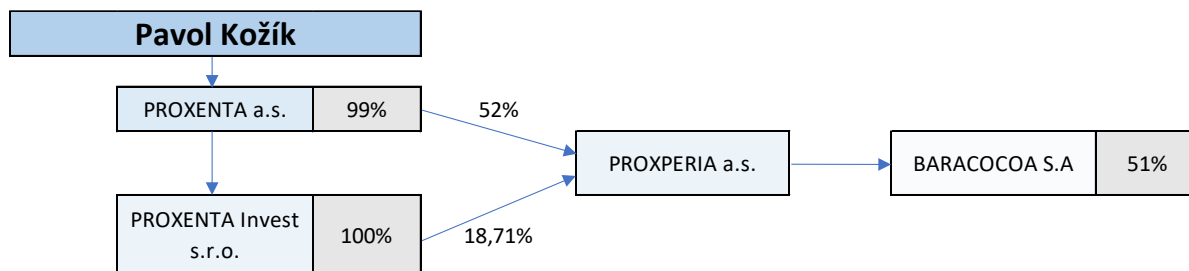 Pavol Kožík
PROXENTA a.s.
99%
52%
PROXPERIA a.s.
BARACOCOA S.A
51%
PROXENTA Invest
s.r.o.
100%
18,71%